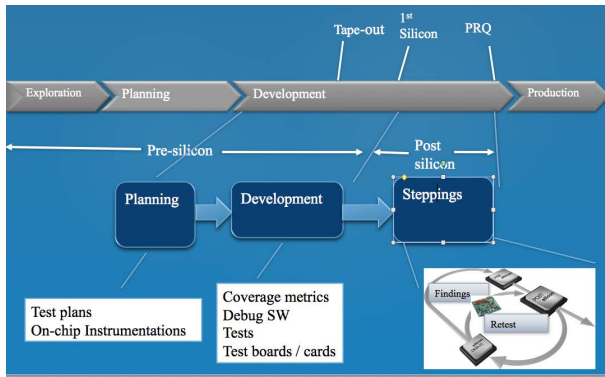 Tape-out
1st
Silicon
PRQ
Exploration
Planning
Development
Production
Pre-silicon
Post
silicon
Planning
Development
Steppings
Test plans
On-chip Instrumentations
Coverage metrics
Debug SW
Tests
Test boards / cards
Findings
Retest